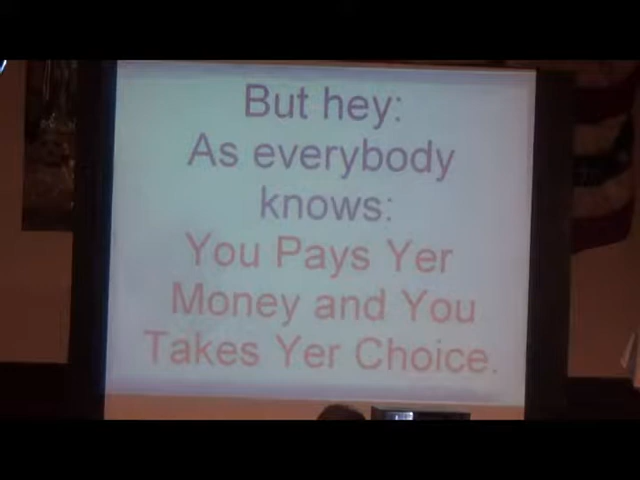 But hey:
As everybody
knows:
You Pays Yer
Money and You
Takes Yer Choice.